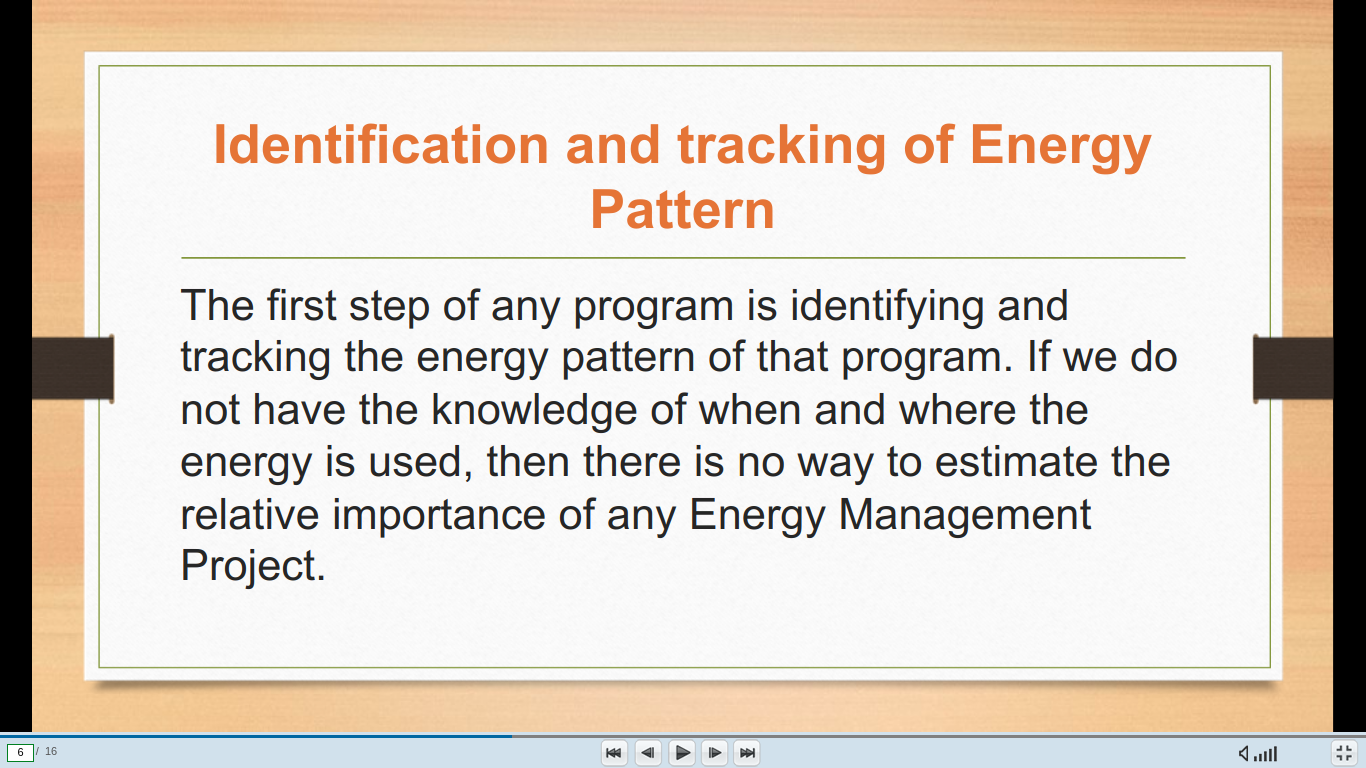 Identification and tracking of Energy
Pattern
The first step of any program is identifying and
tracking the energy pattern of that program. If we do
not have the knowledge of when and where the
energy is used, then there is no way to estimate the
relative importance of any Energy Management
Project.
6 / 16